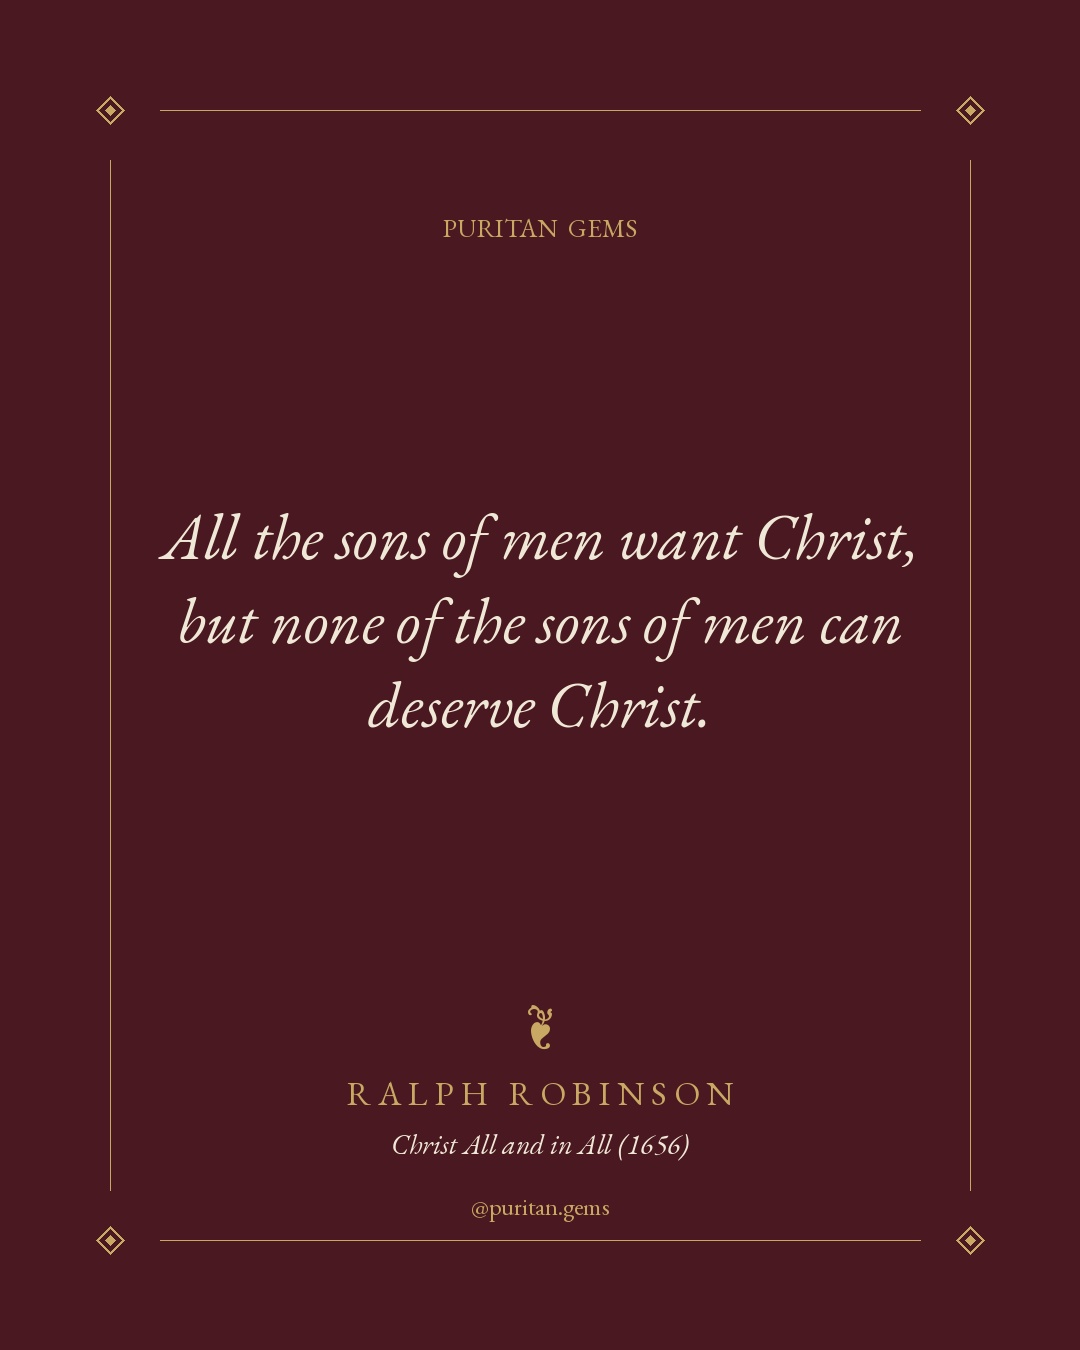 PURITAN GEMS
All the sons of men want Christ,
but none of the sons of men can
deserve Christ.
RALPH ROBINSON
Christ All and in All (1656)
@puritan.gems